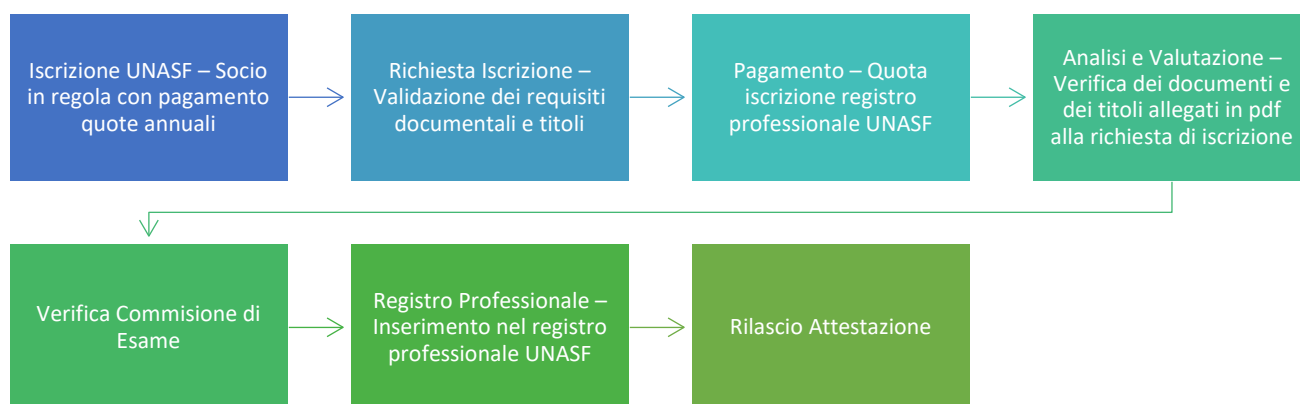 Iscrizione UNASF – Socio
in regola con pagamento
quote annuali
Richiesta Iscrizione –
Validazione dei requisiti
documentali e titoli
Pagamento – Quota
iscrizione registro
professionale UNASF
Analisi e Valutazione –
Verifica dei documenti e
dei titoli allegati in pdf
alla richiesta di iscrizione
Verifica Commisione di
Esame
Registro Professionale –
Inserimento nel registro
professionale UNASF
Rilascio Attestazione